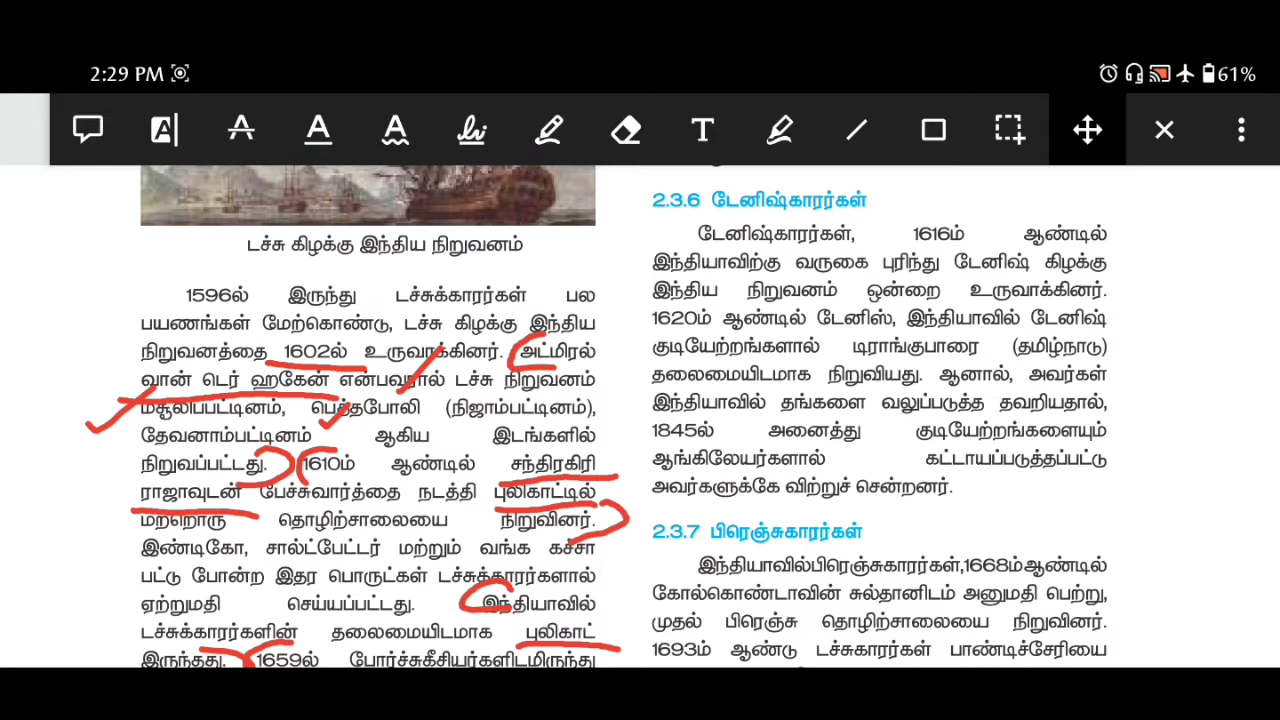 2:29 PM
61%
டச்சு கிழக்கு இந்திய நிறுவனம்
1596ல் இருந்து டச்சுக்காரர்கள் பல
பயணங்கள் மேற்கொண்டு, டச்சு கிழக்கு இந்திய
நிறுவனத்தை 1602ல் உருவாக்கினர். அட்மிரல்
வான் டெர் ஹகேன் என்பவரால் டச்சு நிறுவனம்
மசூலிபட்டினம், பெத்தபோலி (நிஜாம்பட்டினம்),
தேவனாம்பட்டினம் ஆகிய இடங்களில்
நிறுவப்பட்டது. 1610ம் ஆண்டில் சந்திரகிரி
ராஜாவுடன் பேச்சுவார்த்தை நடத்தி புலிகாட்டில்
மற்றொரு தொழிற்சாலையை நிறுவினர்.
இண்டிகோ, சால்ட்பேட்டர் மற்றும் வங்க கச்சா
பட்டு போன்ற இதர பொருட்கள் டச்சுக்காரர்களால்
ஏற்றுமதி செய்யப்பட்டது. இந்தியாவில்
டச்சுக்காரர்களின் தலைமையிடமாக புலிகாட்
இருந்தது. 1659ல் போர்ச்சுகீசியர்களிடமிருந்து
2.3.6 டேனிஷ்காரர்கள்
டேனிஷ்காரர்கள், 1616ம் ஆண்டில்
இந்தியாவிற்கு வருகை புரிந்து டேனிஷ் கிழக்கு
இந்திய நிறுவனம் ஒன்றை உருவாக்கினர்.
1620ம் ஆண்டில் டேனிஸ், இந்தியாவில் டேனிஷ்
குடியேற்றங்களால் டிராங்குபாரை (தமிழ்நாடு)
தலைமையிடமாக நிறுவியது. ஆனால், அவர்கள்
இந்தியாவில் தங்களை வலுப்படுத்த தவறியதால்,
1845ல் அனைத்து குடியேற்றங்களையும்
ஆங்கிலேயர்களால் கட்டாயப்படுத்தப்பட்டு
அவர்களுக்கே விற்றுச் சென்றனர்.
2.3.7 பிரெஞ்சுகாரர்கள்
இந்தியாவில்பிரெஞ்சுகாரர்கள்,1668ம்ஆண்டில்
கோல்கொண்டாவின் சுல்தானிடம் அனுமதி பெற்று,
முதல் பிரெஞ்சு தொழிற்சாலையை நிறுவினர்.
1693ம் ஆண்டு டச்சுகாரர்கள் பாண்டிச்சேரியை